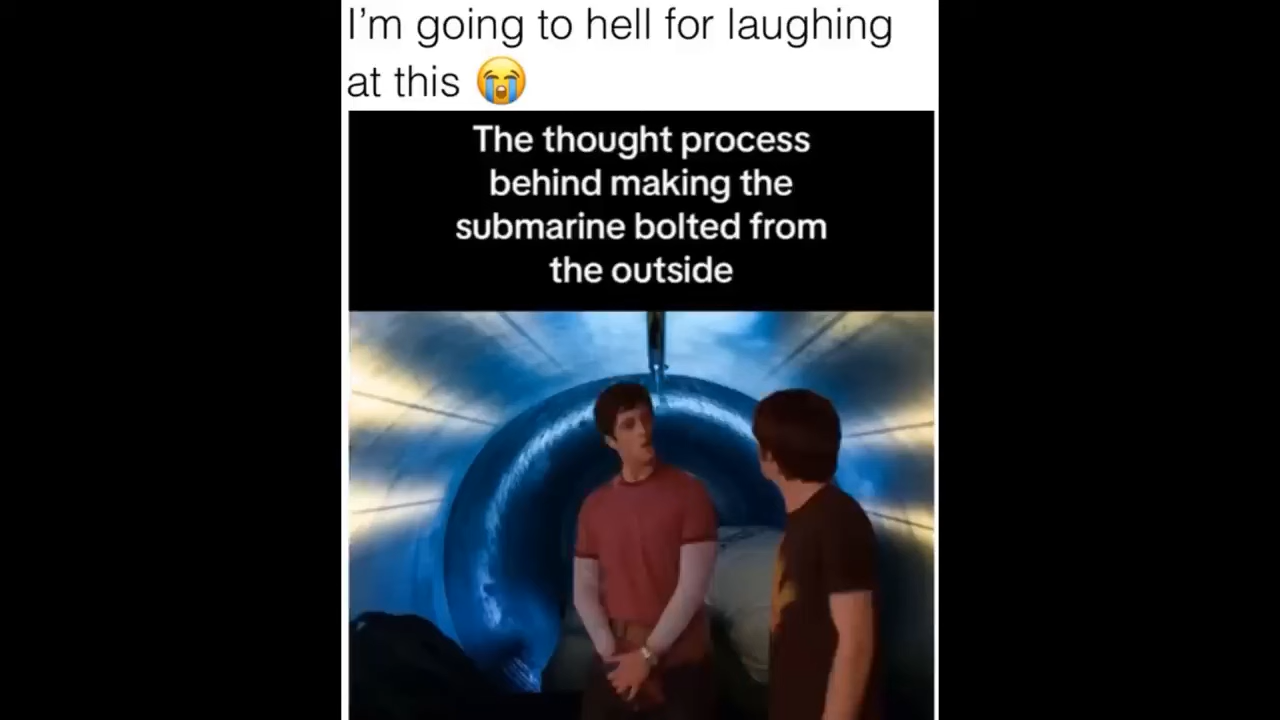 I’m going to hell for laughing
at this 😭
The thought process
behind making the
submarine bolted from
the outside